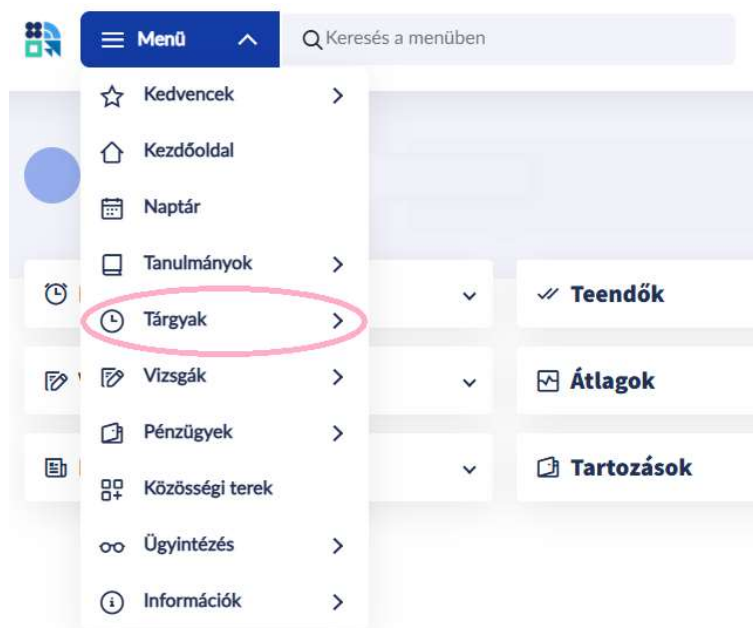 Menü
Keresés a menüben
Kedvencek
Kezdőoldal
Naptár
Tanulmányok
Tárgyak
Vizsgák
Pénzügyek
Közösségi terek
Ügyintézés
Információk
Teendők
Átlagok
Tartozások